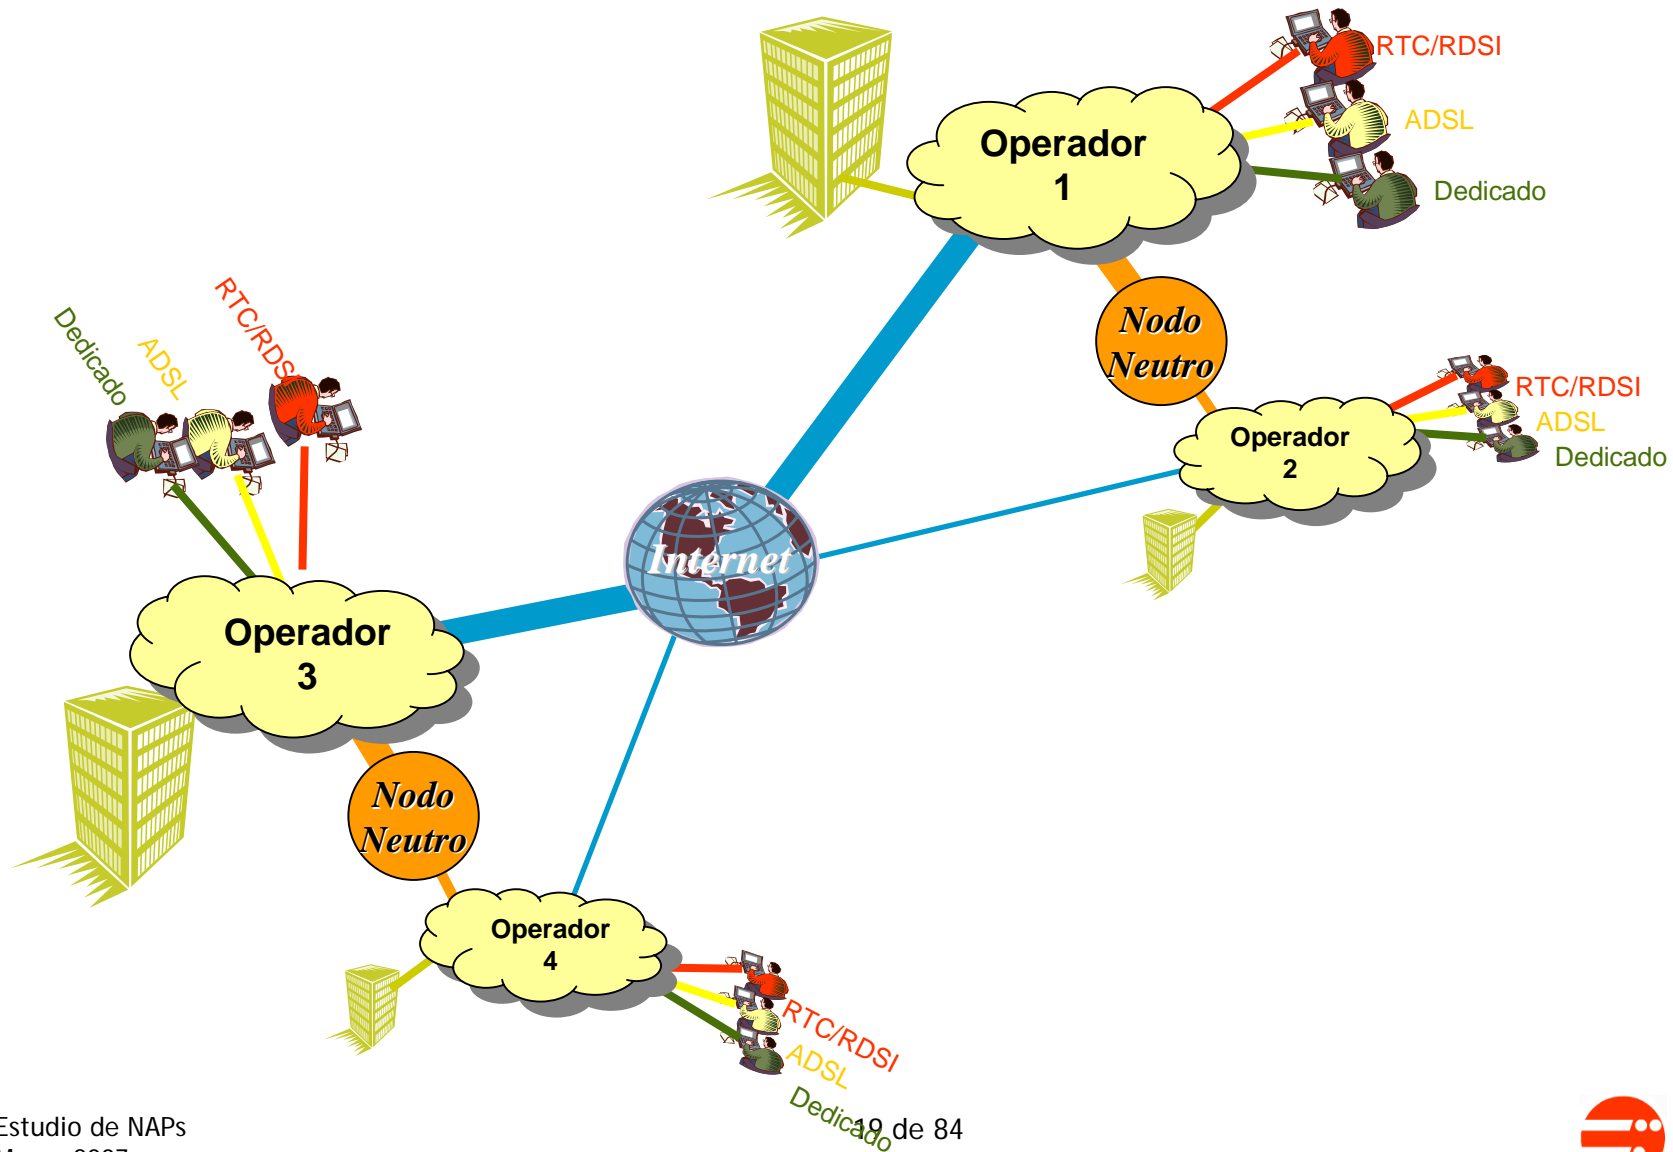 RTC/RDSI
ADSL
Dedicado
Operador
1
Nodo
Neutro
RTC/RDSI
ADSL
Dedicado
Operador
2
RTC/RDSI
ADSL
Dedicado
Internet
Operador
3
Nodo
Neutro
Operador
4
RTC/RDSI
ADSL
Dedicado
Estudio de NAPs
19 de 84